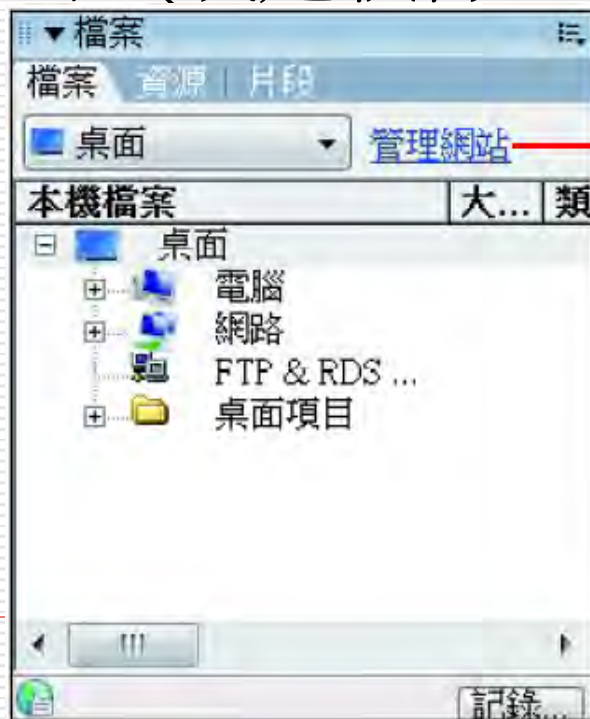 ▼檔案
檔案 資源 片段
桌面 管理網站
本機檔案 大... 類
桌面
電腦
網路
FTP & RDS ...
桌面項目
記錄...